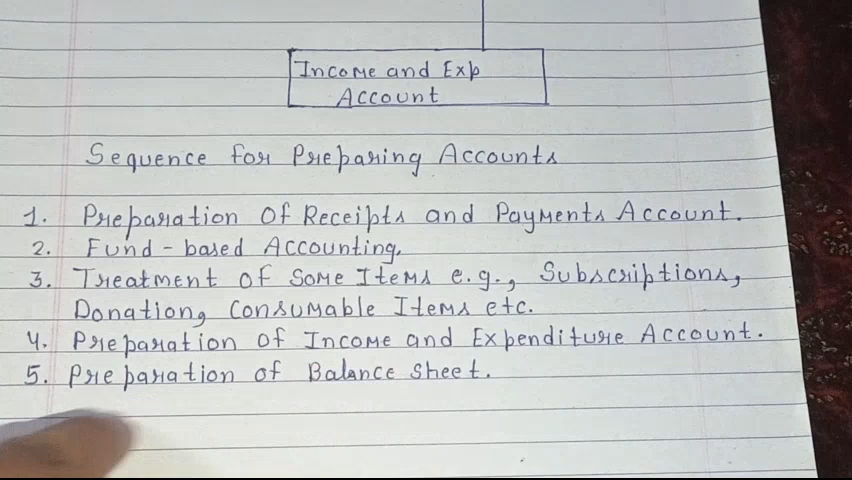 Income and Exp
Account
Sequence for Preparing Accounts
1. Preparation Of Receipts and Payments Account.
2. Fund-based Accounting,
3. Treatment of Some Items e.g., Subscriptions,
Donation, Consumable Items etc.
4. Preparation of Income and Expenditure Account.
5. Preparation of Balance Sheet.